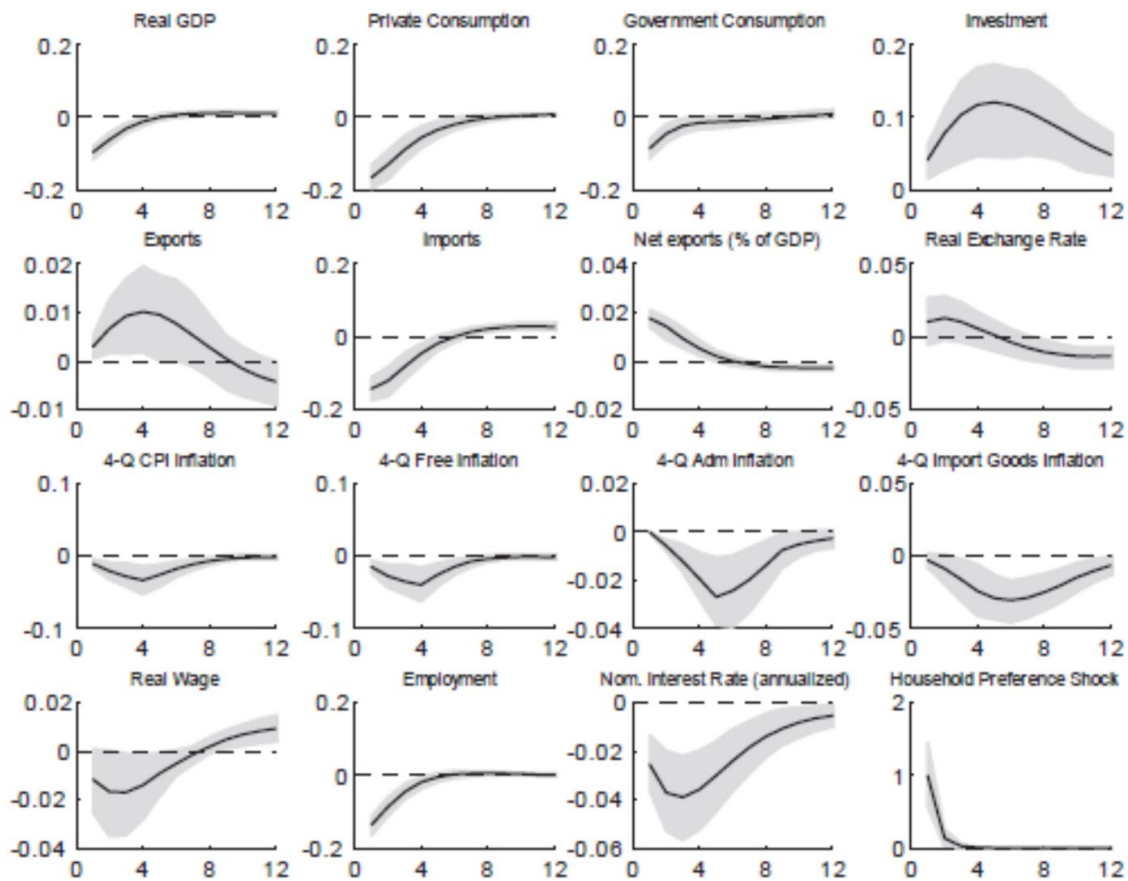 Real GDP Private Consumption Government Consumption Investment
0.2 0.2 0.2 0.2
0 0 0 0.1
-0.2 -0.2 -0.2 0
0 4 8 12 0 4 8 12 0 4 8 12 0 4 8 12
Exports Imports Net exports (% of GDP) Real Exchange Rate
0.02 0.2 0.04 0.05
0.01 0.02
0 0 0 0
-0.01 -0.2 -0.02 -0.05
0 4 8 12 0 4 8 12 0 4 8 12 0 4 8 12
4-Q CPI Inflation 4-Q Free Inflation 4-Q Adm Inflation 4-Q Import Goods Inflation
0.1 0.1 0.02 0.05
0 0 0 0
-0.02
-0.1 -0.1 -0.04 -0.05
0 4 8 12 0 4 8 12 0 4 8 12 0 4 8 12
Real Wage Employment Nom. Interest Rate (annualized) Household Preference Shock
0.02 0.2 0 2
0 -0.02
0 1
-0.02 -0.04
-0.04 -0.2 -0.06 0
0 4 8 12 0 4 8 12 0 4 8 12 0 4 8 12